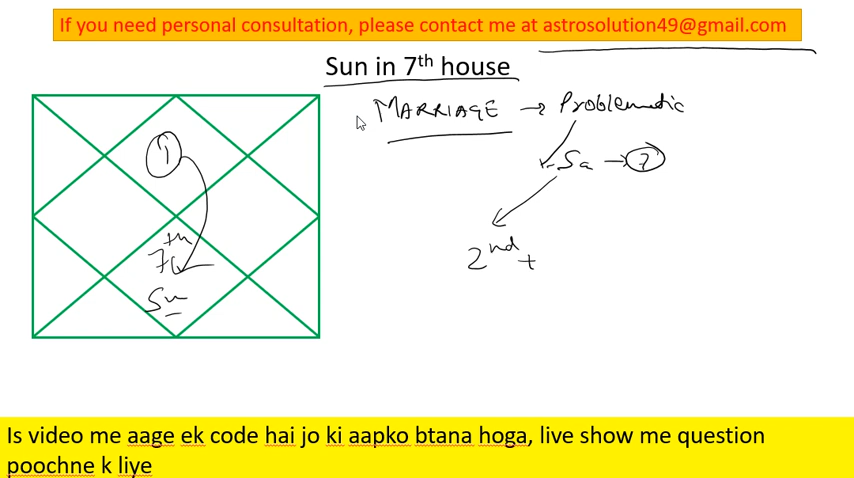 If you need personal consultation, please contact me at astrosolution49@gmail.com
Sun in 7th house
MARRIAGE → Problematic
Sa → 7
1
7th
Su
2nd +
Is video me aage ek code hai jo ki aapko btana hoga, live show me question
poochne k liye